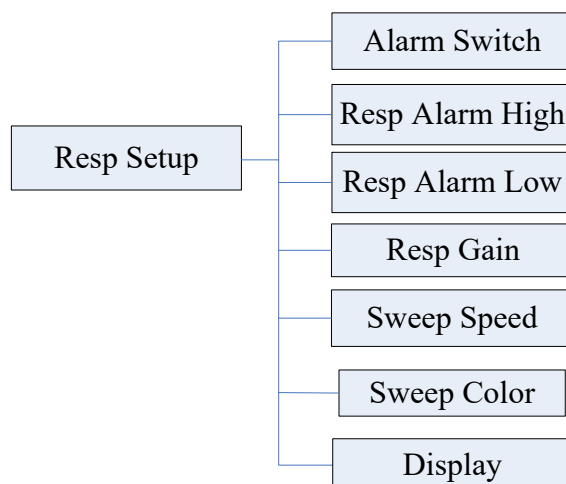 Alarm Switch
Resp Alarm High
Resp Setup
Resp Alarm Low
Resp Gain
Sweep Speed
Sweep Color
Display